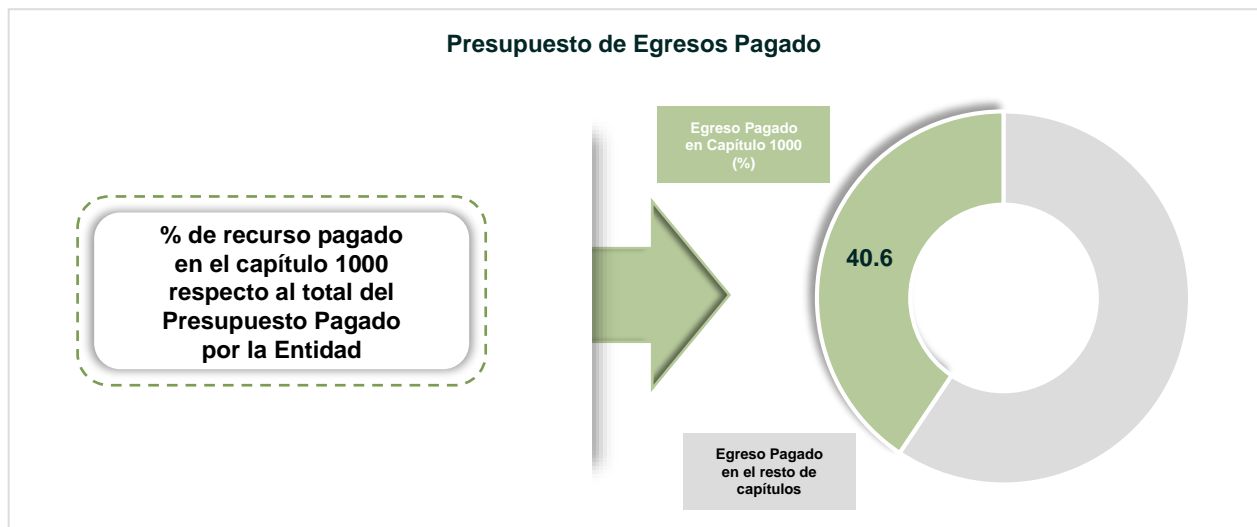 Presupuesto de Egresos Pagado
Egreso Pagado
en Capítulo 1000
(%)
% de recurso pagado
en el capítulo 1000
respecto al total del
Presupuesto Pagado
por la Entidad
40.6
Egreso Pagado
en el resto de
capítulos